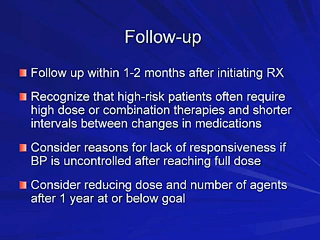 Follow-up
Follow up within 1-2 months after initiating RX
Recognize that high-risk patients often require
high dose or combination therapies and shorter
intervals between changes in medications
Consider reasons for lack of responsiveness if
BP is uncontrolled after reaching full dose
Consider reducing dose and number of agents
after 1 year at or below goal